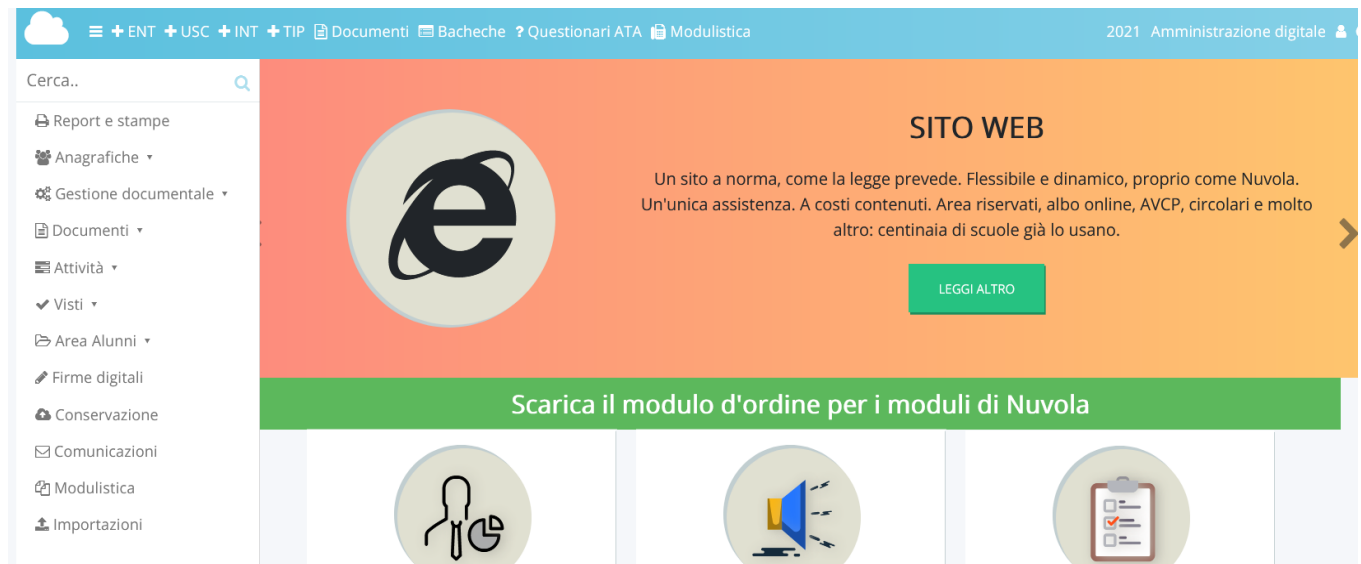 + ENT + USC + INT + TIP Documenti Bacheche ? Questionari ATA Modulistica 2021 Amministrazione digitale
Cerca..
Report e stampe
Anagrafiche
Gestione documentale
Documenti
Attività
Visti
Area Alunni
Firme digitali
Conservazione
Comunicazioni
Modulistica
Importazioni
SITO WEB
Un sito a norma, come la legge prevede. Flessibile e dinamico, proprio come Nuvola.
Un'unica assistenza. A costi contenuti. Area riservati, albo online, AVCP, circolari e molto
altro: centinaia di scuole già lo usano.
LEGGI ALTRO
Scarica il modulo d'ordine per i moduli di Nuvola